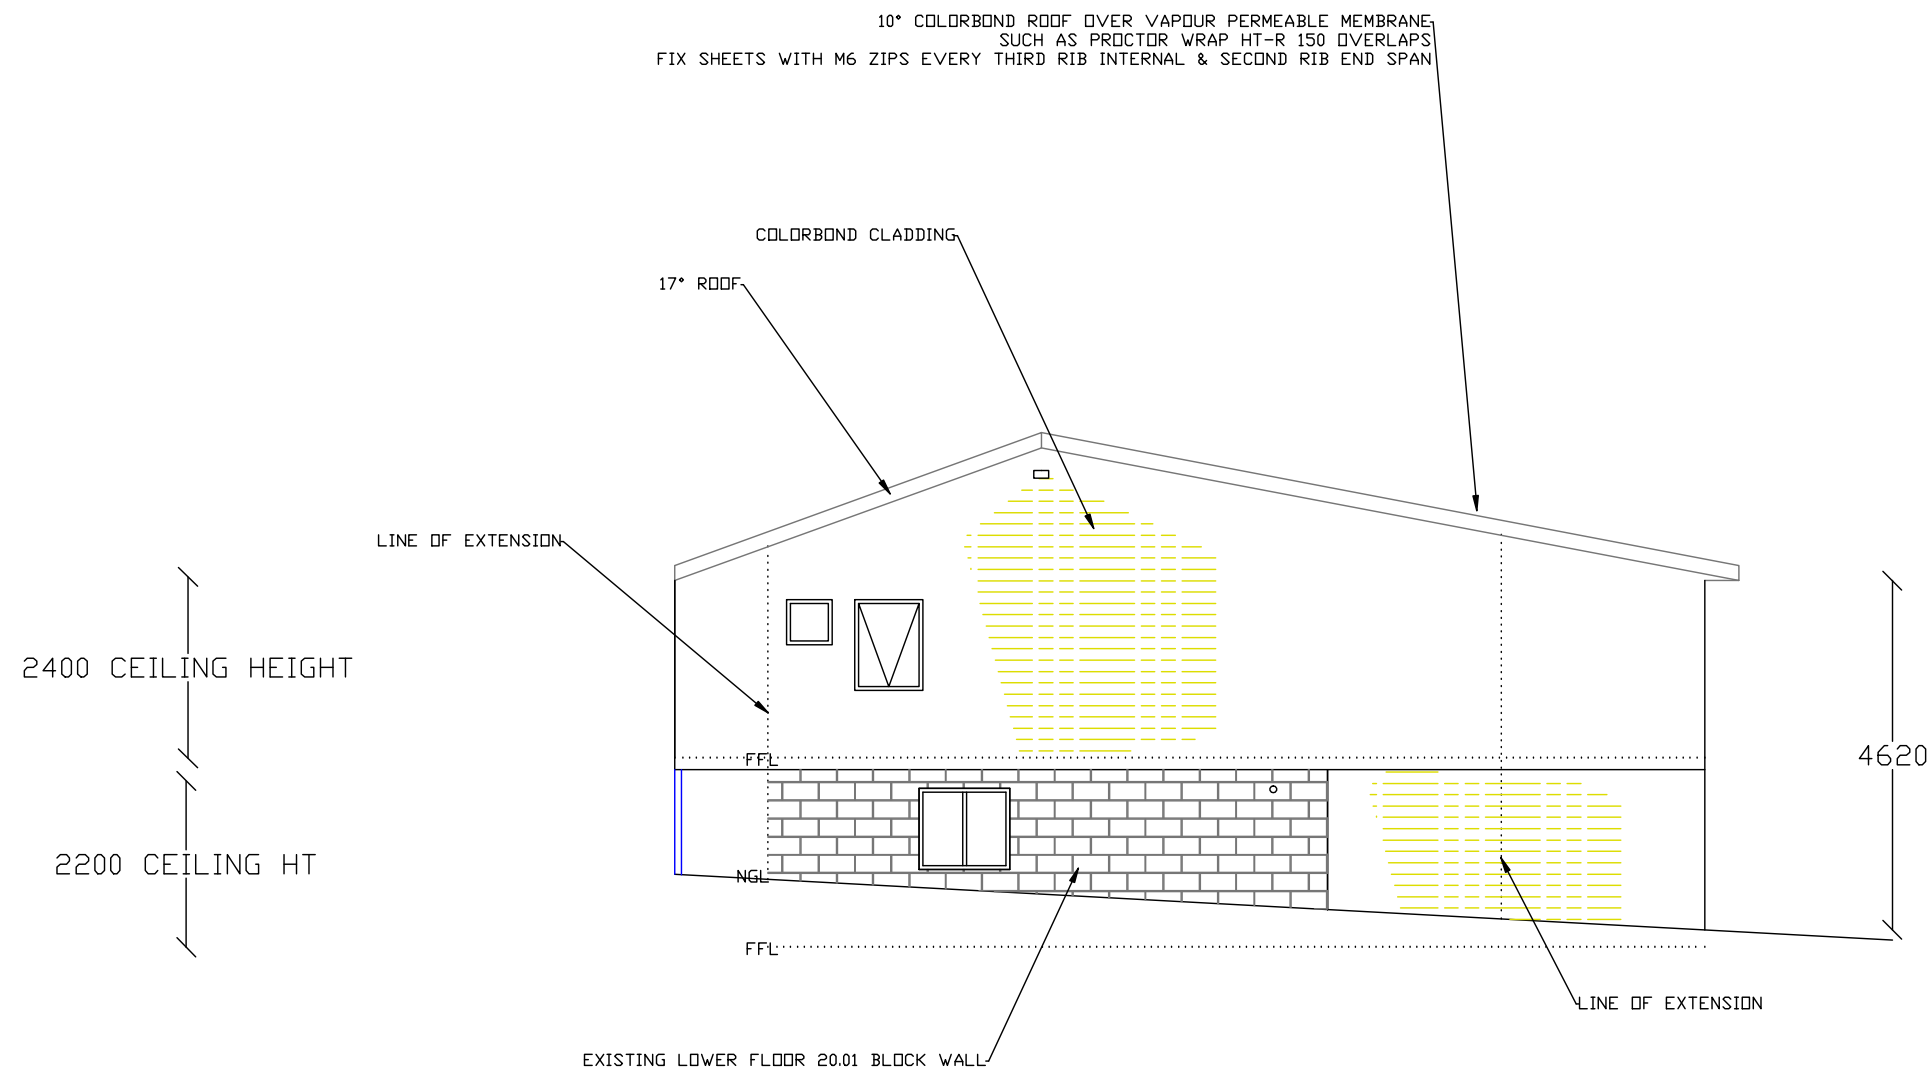 10° COLORBOND ROOF OVER VAPOUR PERMEABLE MEMBRANE
SUCH AS PROCTOR WRAP HT-R 150 OVERLAPS
FIX SHEETS WITH M6 ZIPS EVERY THIRD RIB INTERNAL & SECOND RIB END SPAN
COLORBOND CLADDING
17° ROOF
LINE OF EXTENSION
2400 CEILING HEIGHT
4620
FFL
2200 CEILING HT
NGL
FFL
LINE OF EXTENSION
EXISTING LOWER FLOOR 20.01 BLOCK WALL